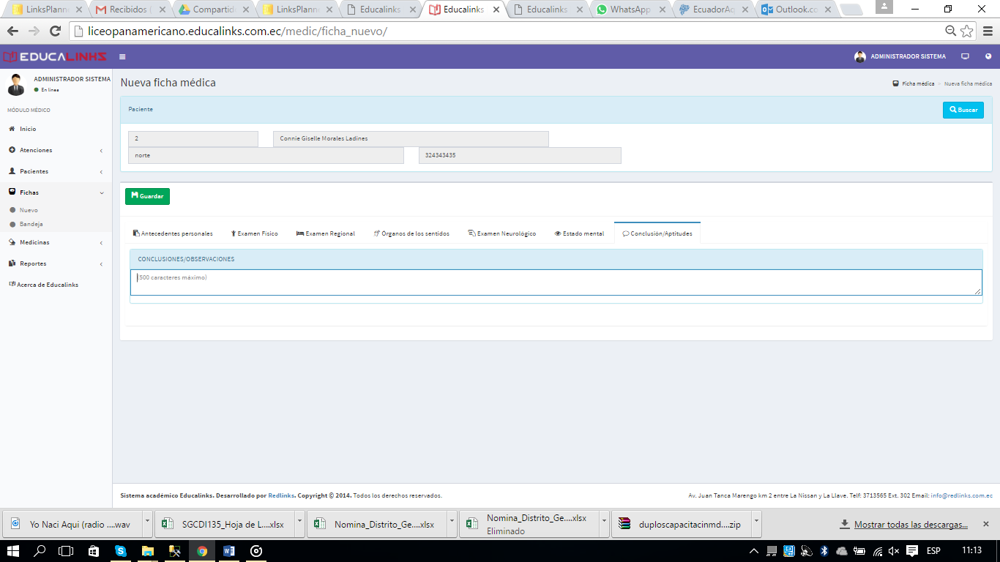 LinksPlann
Recibidos (
Compartid
LinksPlann
Educalinks
Educalinks
Educalinks
WhatsApp
EcuadorAq
Outlook.co
liceopanamericano.educalinks.com.ec/medic/ficha_nuevo/
EDUCALINKS
ADMINISTRADOR SISTEMA
ADMINISTRADOR SISTEMA
En linea
MÓDULO MÉDICO
Inicio
Atenciones
Pacientes
Fichas
Nuevo
Bandeja
Medicinas
Reportes
Acerca de Educalinks
Nueva ficha médica
Ficha médica > Nueva ficha médica
Paciente
Buscar
2 Connie Giselle Morales Ladines
norte 324343435
Guardar
Antecedentes personales Examen Físico Examen Regional Órganos de los sentidos Examen Neurológico Estado mental Conclusión/Aptitudes
CONCLUSIONES/OBSERVACIONES
(500 caracteres máximo)
Sistema académico Educalinks. Desarrollado por Redlinks. Copyright © 2014. Todos los derechos reservados.
Av. Juan Tanca Marengo km 2 entre La Nissan y La Llave. Telf: 3713565 Ext. 302 Email: info@redlinks.com.ec
Yo Naci Aqui (radio ....wav
SGCDI135_Hoja de L....xlsx
Nomina_Distrito_Ge....xlsx
Nomina_Distrito_Ge....xlsx
Eliminado
duploscapacitacinmd....zip
Mostrar todas las descargas...
ESP
11:13